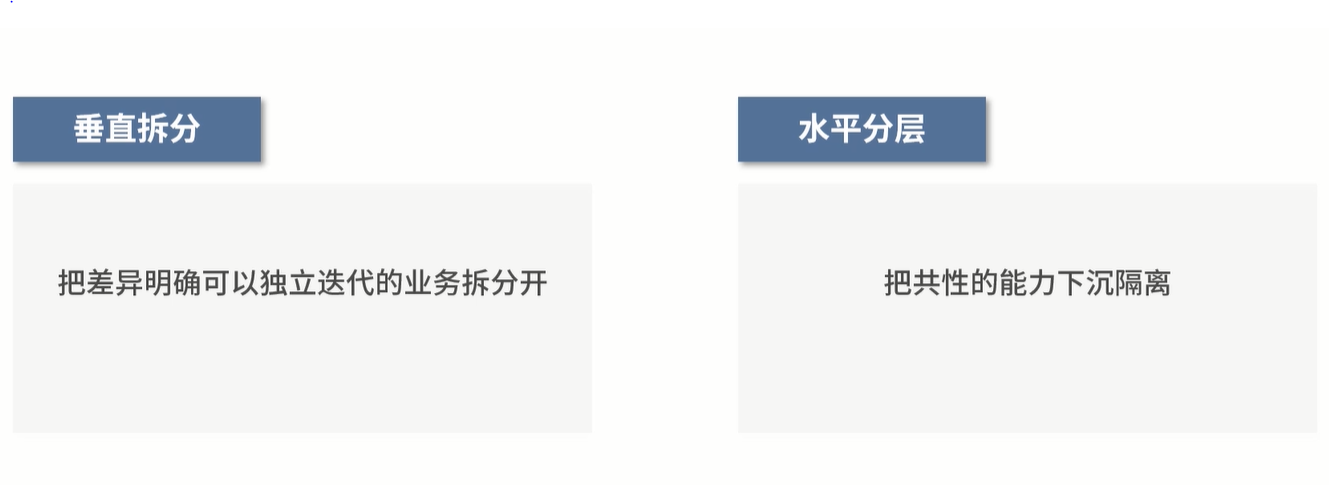 垂直拆分
把差异明确可以独立迭代的业务拆分开
水平分层
把共性的能力下沉隔离